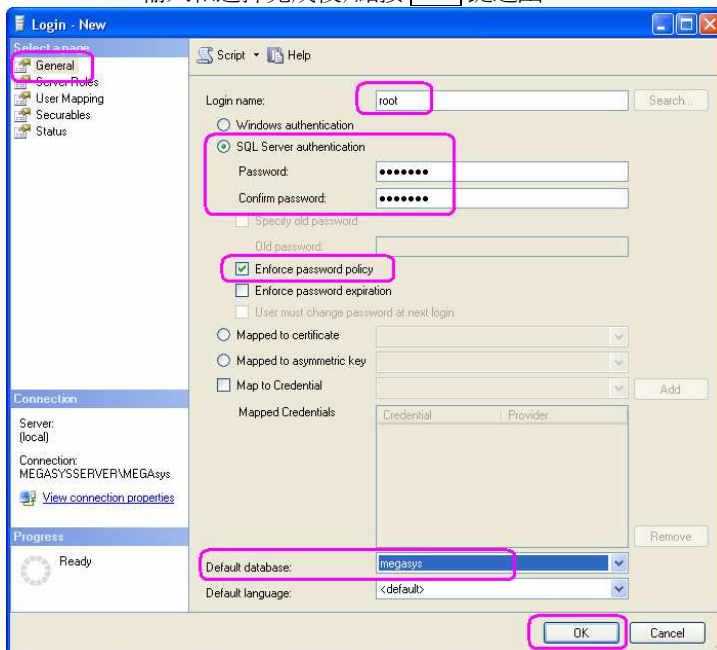 Login - New
Select a page
General
Server Roles
User Mapping
Securables
Status
Script Help
Login name: root Search...
Windows authentication
SQL Server authentication
Password: ●●●●●●●
Confirm password: ●●●●●●●
Specify old password
Old password:
Enforce password policy
Enforce password expiration
User must change password at next login
Mapped to certificate
Mapped to asymmetric key
Map to Credential Add
Mapped Credentials Credential Provider
Remove
Default database: megasys
Default language: <default>
Connection
Server:
(local)
Connection:
MEGASYSSERVER\MEGAsys
View connection properties
Progress
Ready
OK Cancel